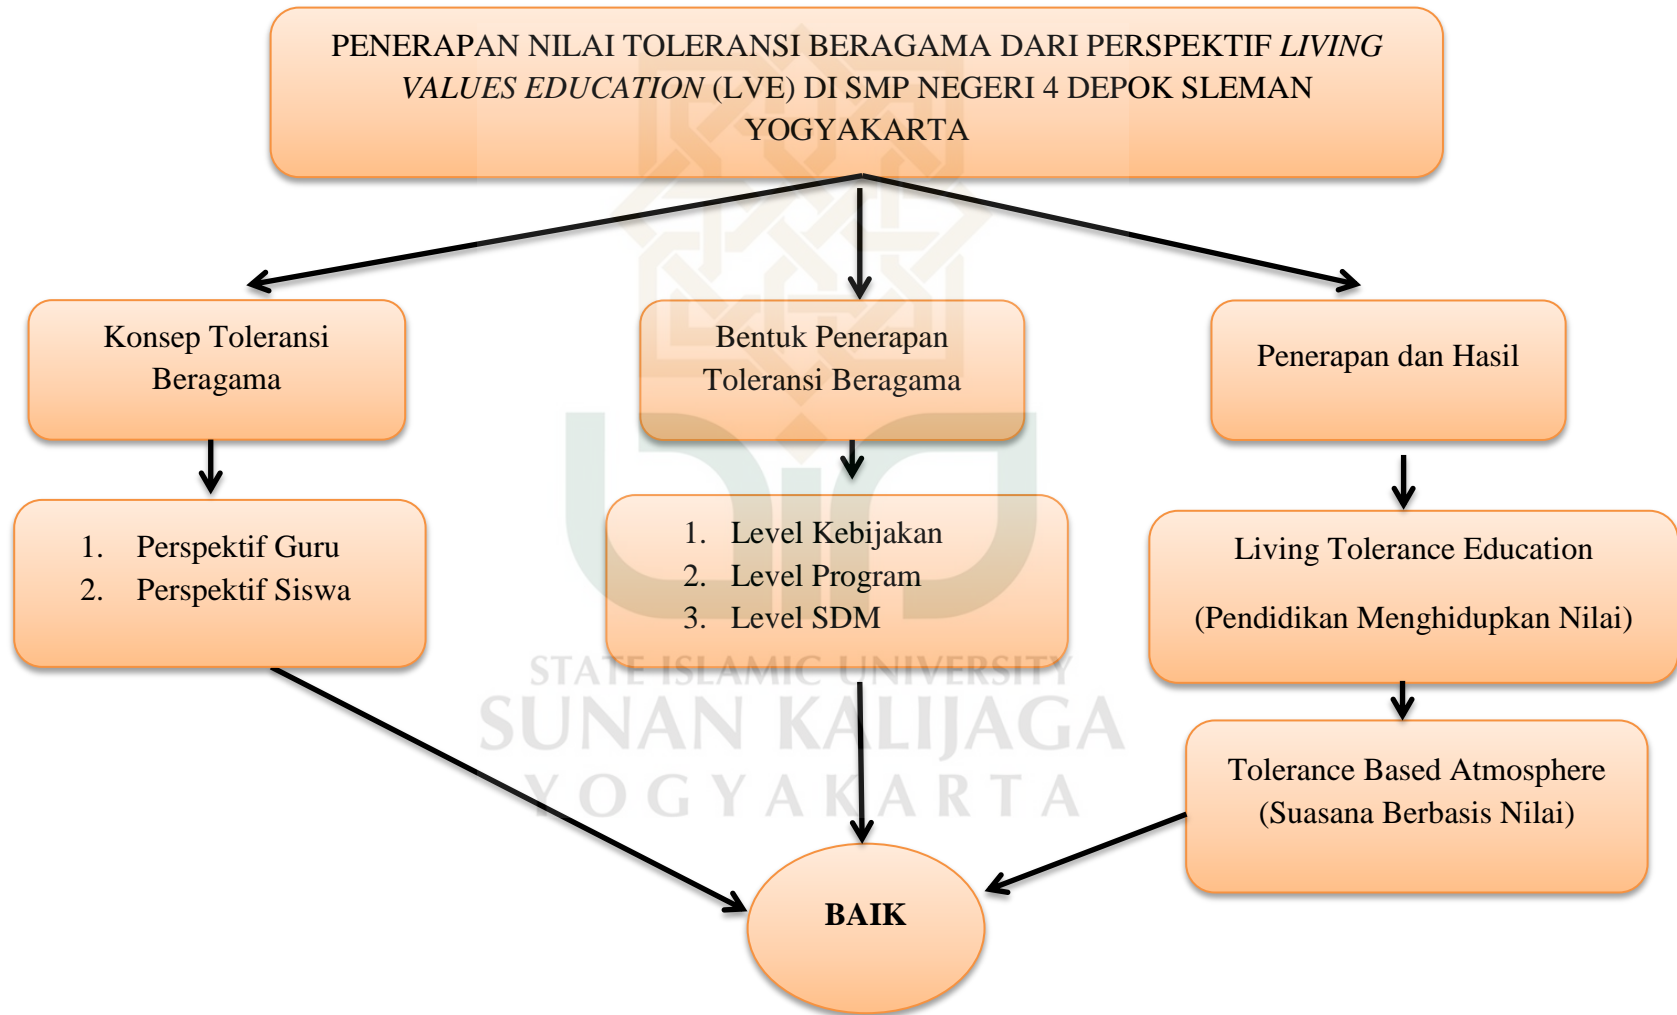 PENERAPAN NILAI TOLERANSI BERAGAMA DARI PERSPEKTIF LIVING
VALUES EDUCATION (LVE) DI SMP NEGERI 4 DEPOK SLEMAN
YOGYAKARTA
Konsep Toleransi
Beragama
Bentuk Penerapan
Toleransi Beragama
Penerapan dan Hasil
1. Perspektif Guru
2. Perspektif Siswa
1. Level Kebijakan
2. Level Program
3. Level SDM
Living Tolerance Education
(Pendidikan Menghidupkan Nilai)
STATE ISLAMIC UNIVERSITY
SUNAN KALIJAGA
YOGYAKARTA
Tolerance Based Atmosphere
(Suasana Berbasis Nilai)
BAIK